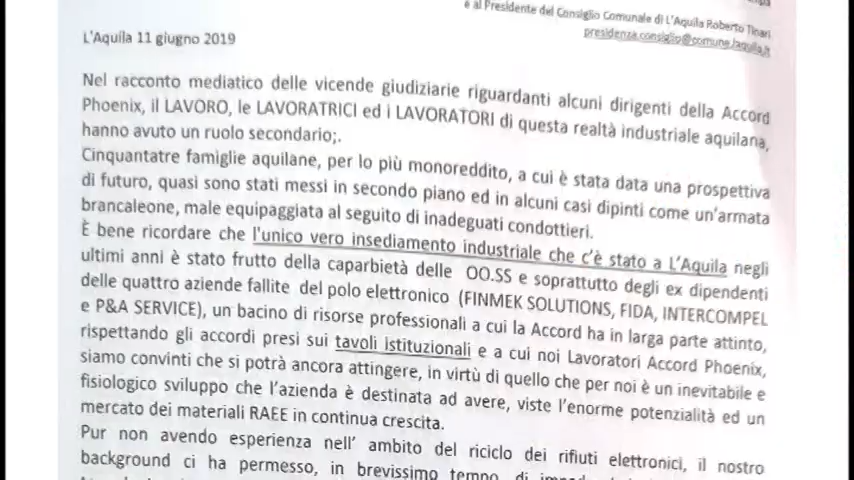 e al Presidente del Consiglio Comunale di L'Aquila Roberto Tinari
presidenza.consiglio@comune.laquila.it
L'Aquila 11 giugno 2019
Nel racconto mediatico delle vicende giudiziarie riguardanti alcuni dirigenti della Accord
Phoenix, il LAVORO, le LAVORATRICI ed i LAVORATORI di questa realtà industriale aquilana,
hanno avuto un ruolo secondario;.
Cinquantatre famiglie aquilane, per lo più monoreddito, a cui è stata data una prospettiva
di futuro, quasi sono stati messi in secondo piano ed in alcuni casi dipinti come un'armata
brancaleone, male equipaggiata al seguito di inadeguati condottieri.
È bene ricordare che l'unico vero insediamento industriale che c'è stato a L'Aquila negli
ultimi anni è stato frutto della caparbietà delle OO.SS e soprattutto degli ex dipendenti
delle quattro aziende fallite del polo elettronico (FINMEK SOLUTIONS, FIDA, INTERCOMPEL
e P&A SERVICE), un bacino di risorse professionali a cui la Accord ha in larga parte attinto,
rispettando gli accordi presi sui tavoli istituzionali e a cui noi Lavoratori Accord Phoenix,
siamo convinti che si potrà ancora attingere, in virtù di quello che per noi è un inevitabile e
fisiologico sviluppo che l'azienda è destinata ad avere, viste l'enorme potenzialità ed un
mercato dei materiali RAEE in continua crescita.
Pur non avendo esperienza nell' ambito del riciclo dei rifiuti elettronici, il nostro
background ci ha permesso, in brevissimo tempo, di